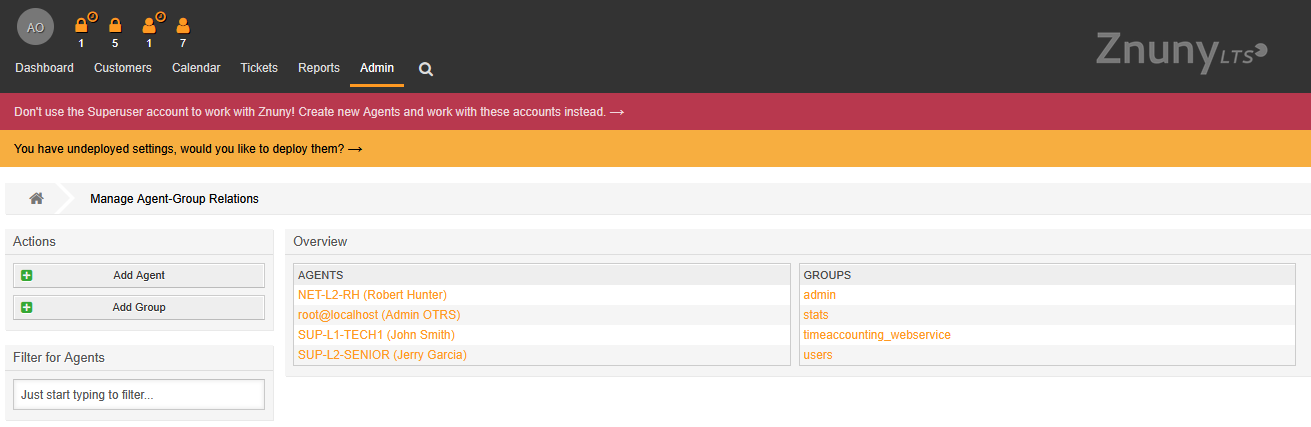 AO
1 5 1 7
Dashboard Customers Calendar Tickets Reports Admin
Znuny LTS
Don't use the Superuser account to work with Znuny! Create new Agents and work with these accounts instead. →
You have undeployed settings, would you like to deploy them? →
Manage Agent-Group Relations
Actions
Add Agent
Add Group
Filter for Agents
Just start typing to filter...
Overview
AGENTS
NET-L2-RH (Robert Hunter)
root@localhost (Admin OTRS)
SUP-L1-TECH1 (John Smith)
SUP-L2-SENIOR (Jerry Garcia)
GROUPS
admin
stats
timeaccounting_webservice
users